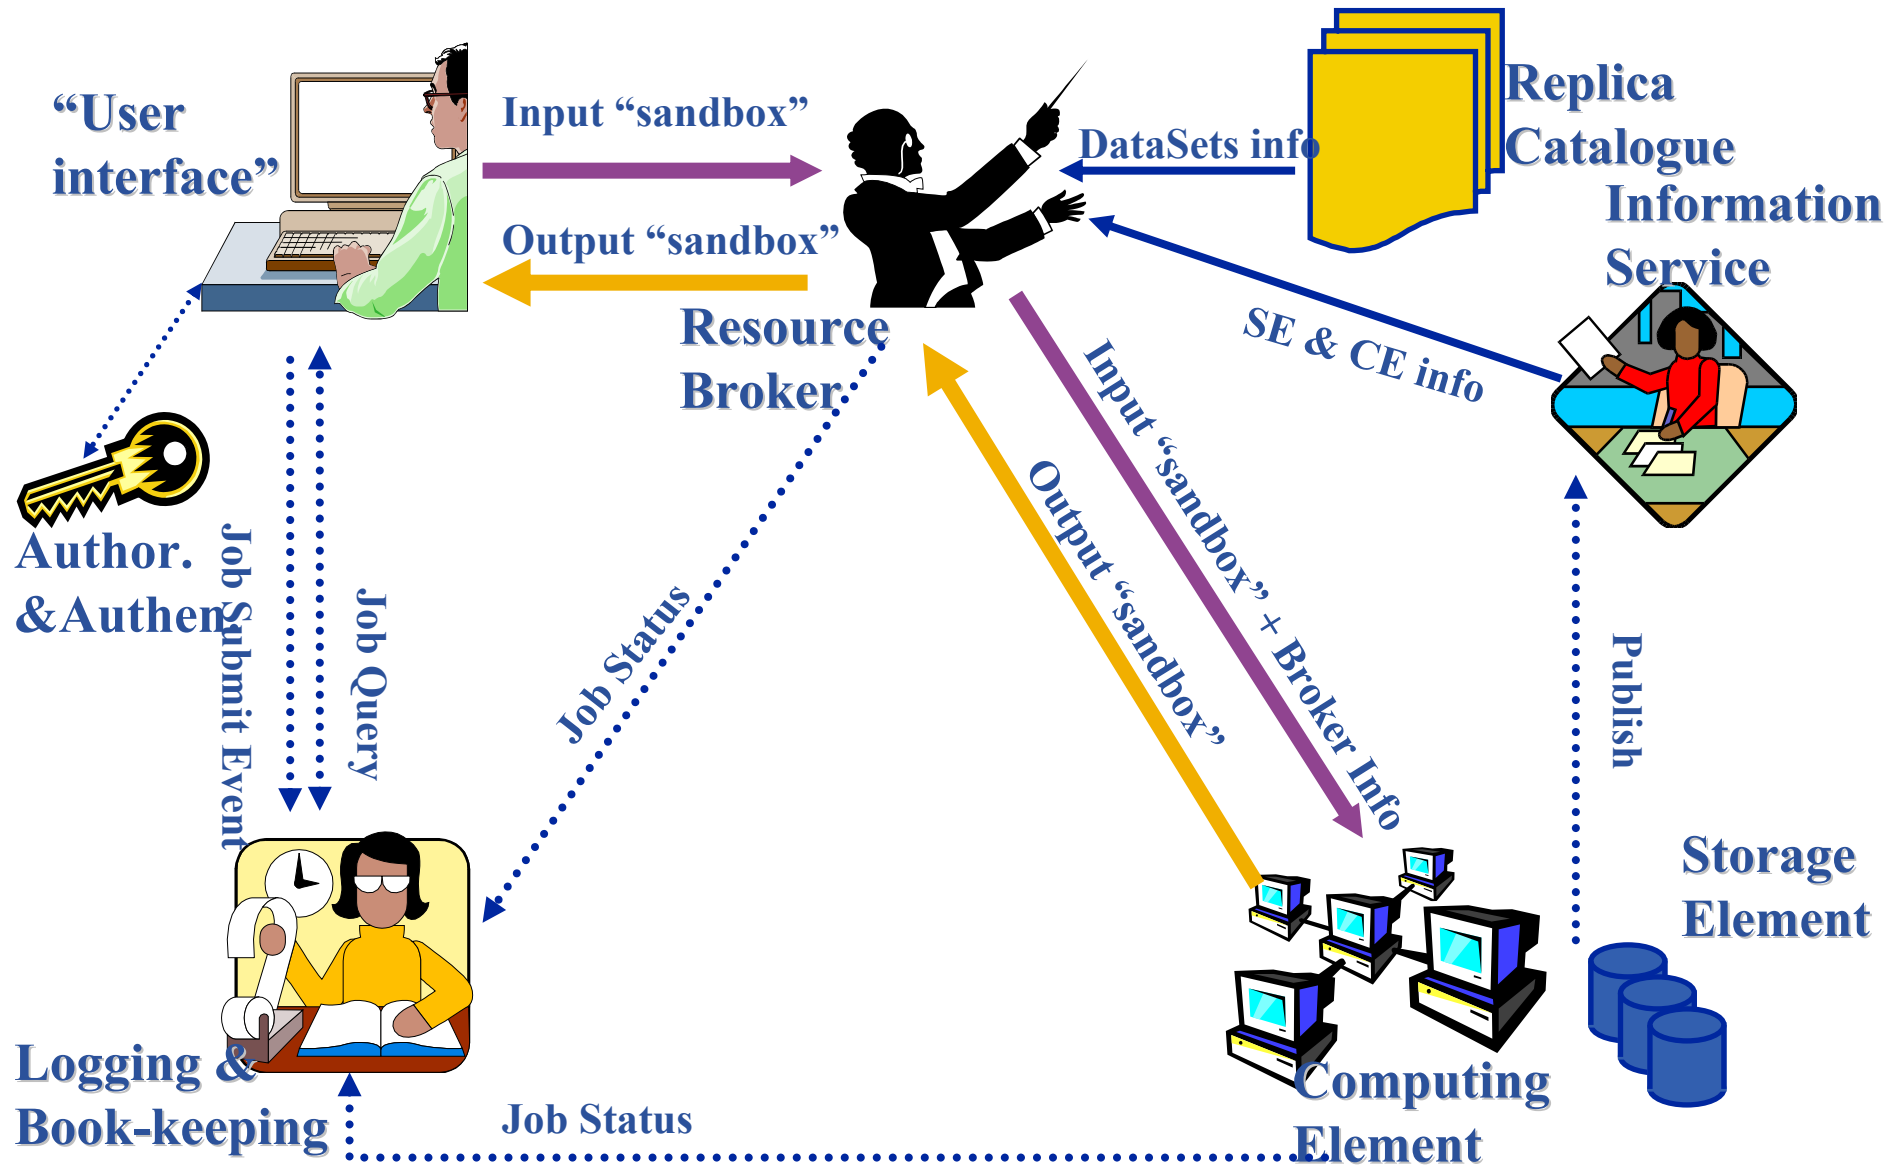 “User
interface”
Input “sandbox”
Output “sandbox”
DataSets info
Replica
Catalogue
Information
Service
Resource
Broker
SE & CE info
Author.
&Authen.
Job Submit Event
Job Query
Job Status
Input “sandbox” + Broker Info
Output “sandbox”
Publish
Storage
Element
Logging &
Book-keeping
Job Status
Computing
Element